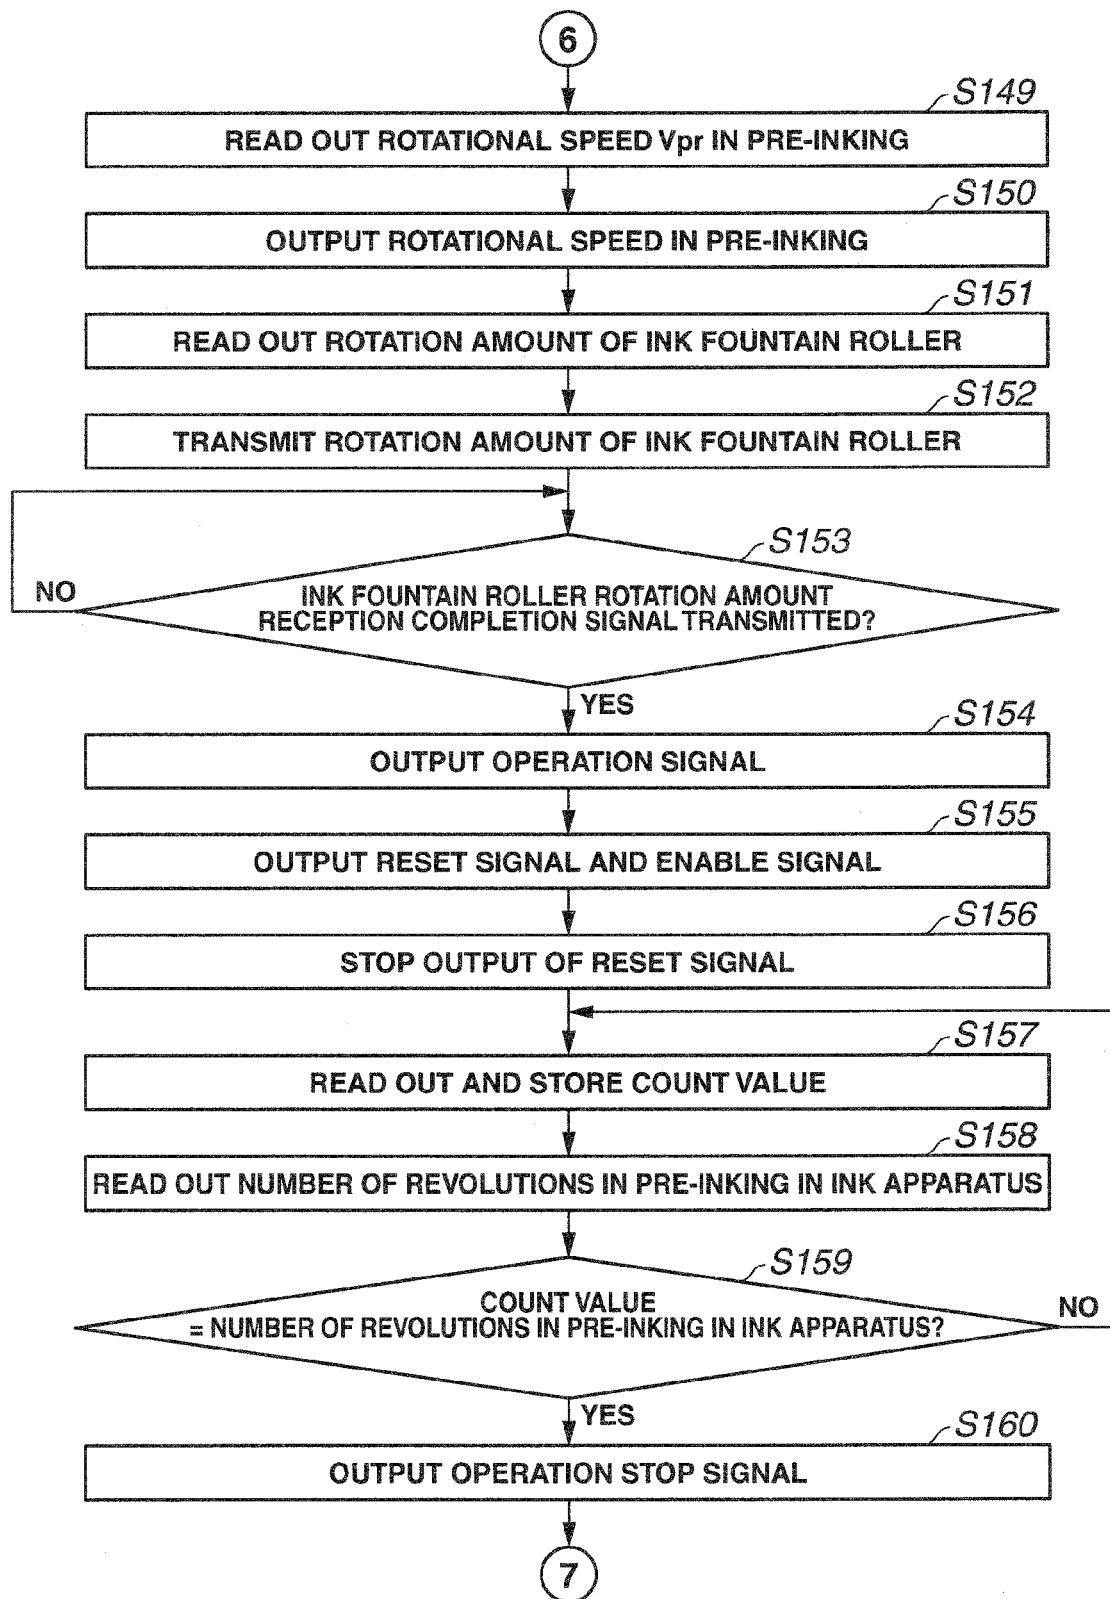 6
S149
READ OUT ROTATIONAL SPEED Vpr IN PRE-INKING
S150
OUTPUT ROTATIONAL SPEED IN PRE-INKING
S151
READ OUT ROTATION AMOUNT OF INK FOUNTAIN ROLLER
S152
TRANSMIT ROTATION AMOUNT OF INK FOUNTAIN ROLLER
S153
NO
INK FOUNTAIN ROLLER ROTATION AMOUNT
RECEPTION COMPLETION SIGNAL TRANSMITTED?
YES
S154
OUTPUT OPERATION SIGNAL
S155
OUTPUT RESET SIGNAL AND ENABLE SIGNAL
S156
STOP OUTPUT OF RESET SIGNAL
S157
READ OUT AND STORE COUNT VALUE
S158
READ OUT NUMBER OF REVOLUTIONS IN PRE-INKING IN INK APPARATUS
S159
COUNT VALUE
= NUMBER OF REVOLUTIONS IN PRE-INKING IN INK APPARATUS?
NO
YES
S160
OUTPUT OPERATION STOP SIGNAL
7